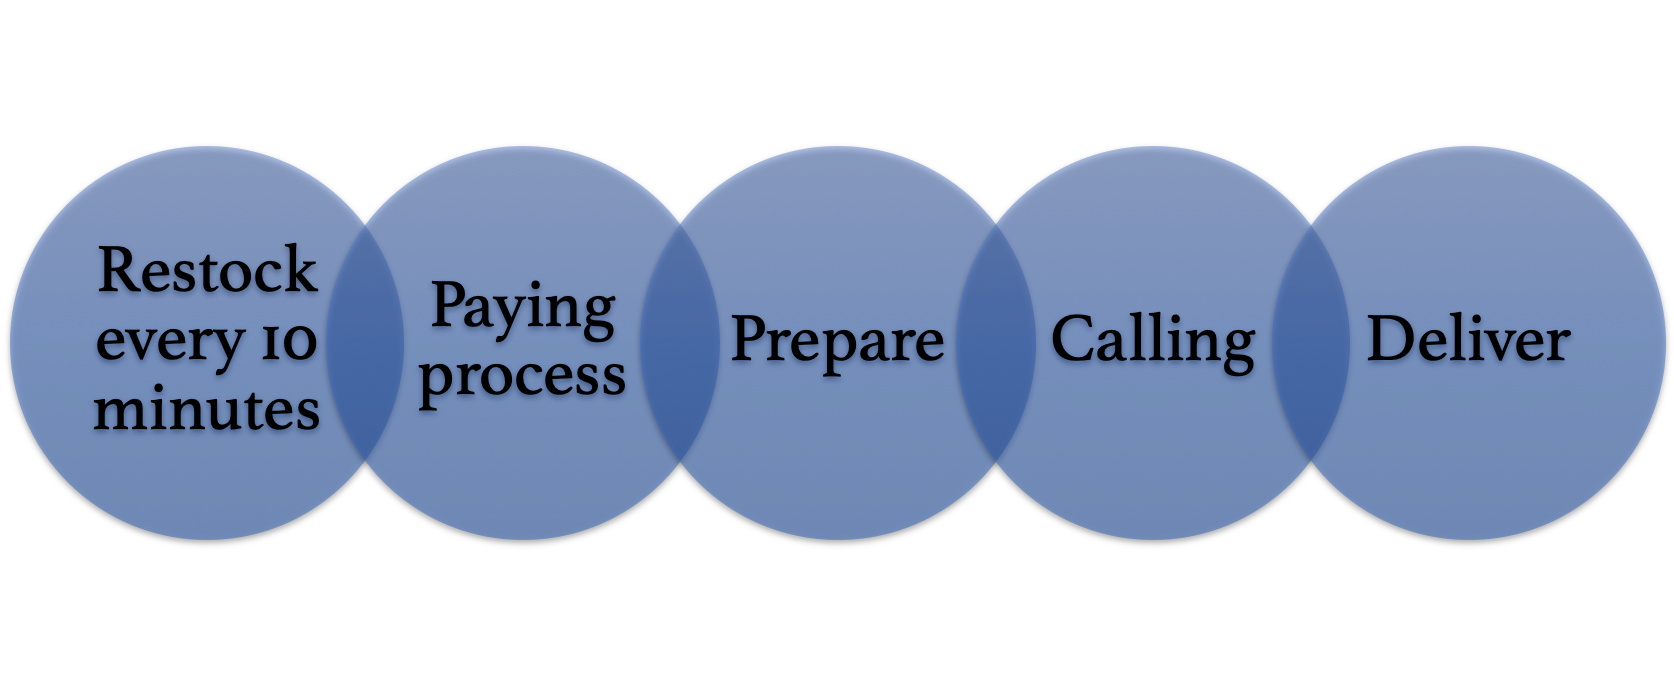 Restock
every 10
minutes
Paying
process
Prepare
Calling
Deliver